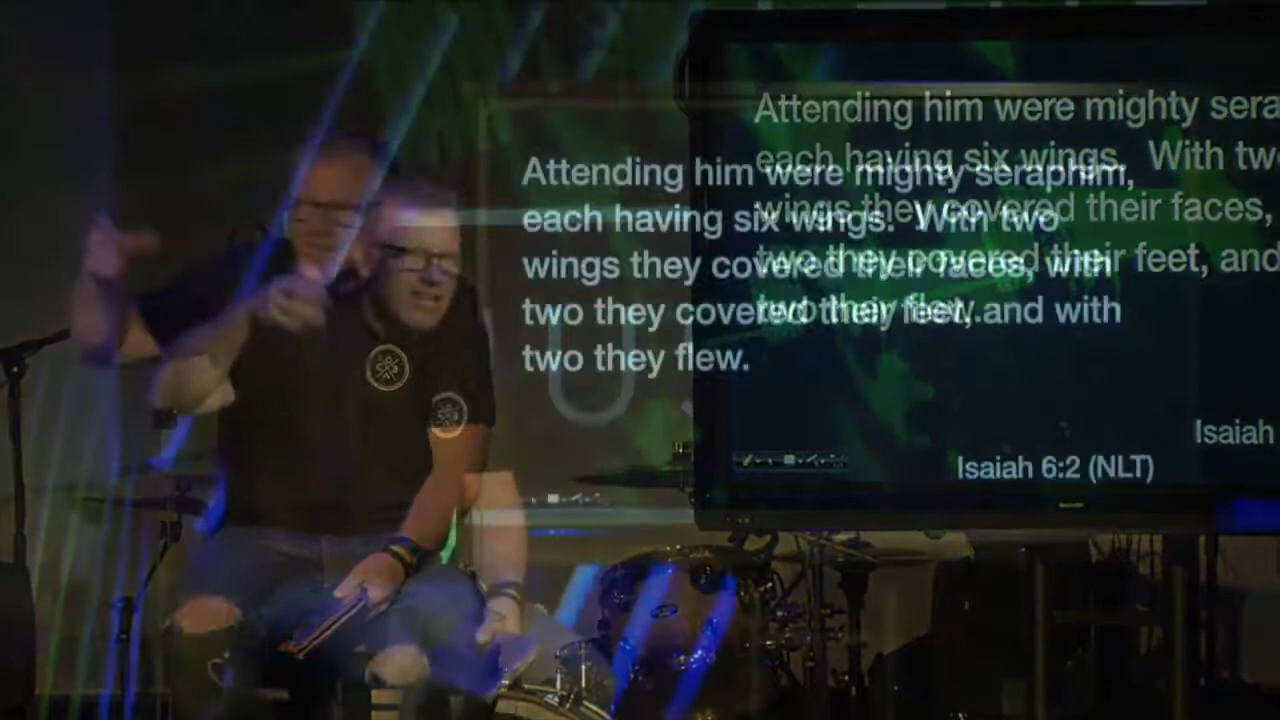 Attending him were mighty sera
each having six wings. With two
wings they covered their faces,
two they covered their feet, and
two they flew.
Isaiah
Attending him were mighty seraphim,
each having six wings. With two
wings they covered their faces, with
two they covered their feet, and with
two they flew.
Isaiah 6:2 (NLT)
U